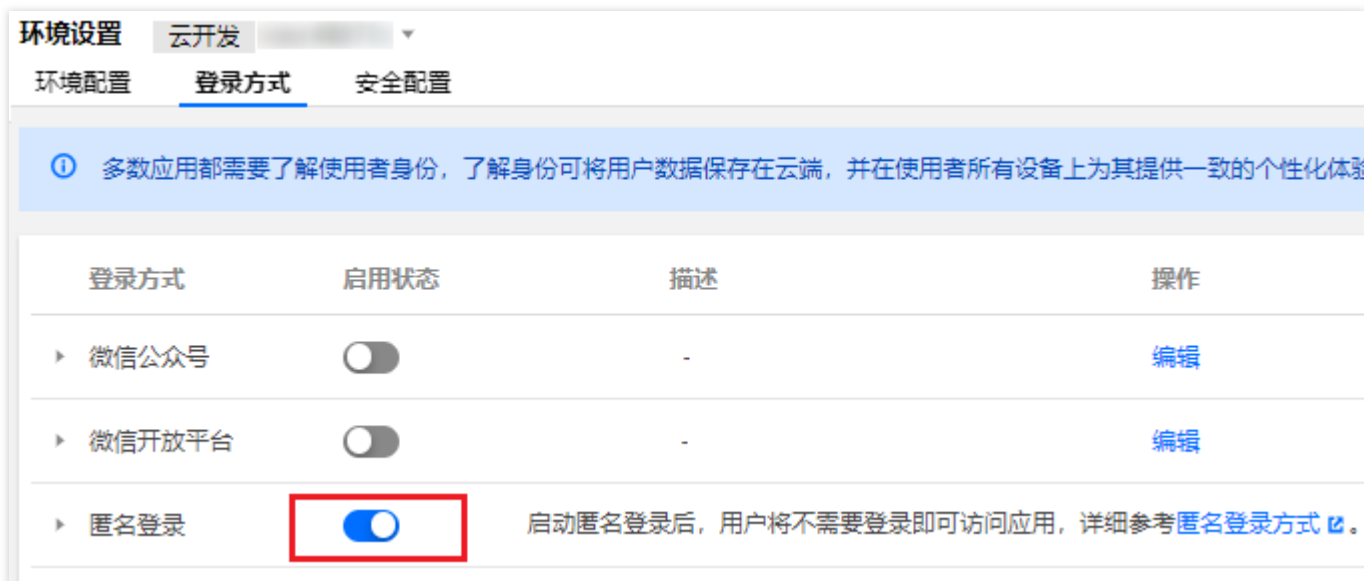 环境设置 云开发
环境配置 登录方式 安全配置
多数应用都需要了解使用者身份，了解身份可将用户数据保存在云端，并在使用者所有设备上为其提供一致的个性化体验
登录方式 启用状态 描述 操作
微信公众号 - 编辑
微信开放平台 - 编辑
匿名登录 启动匿名登录后，用户将不需要登录即可访问应用，详细参考匿名登录方式。